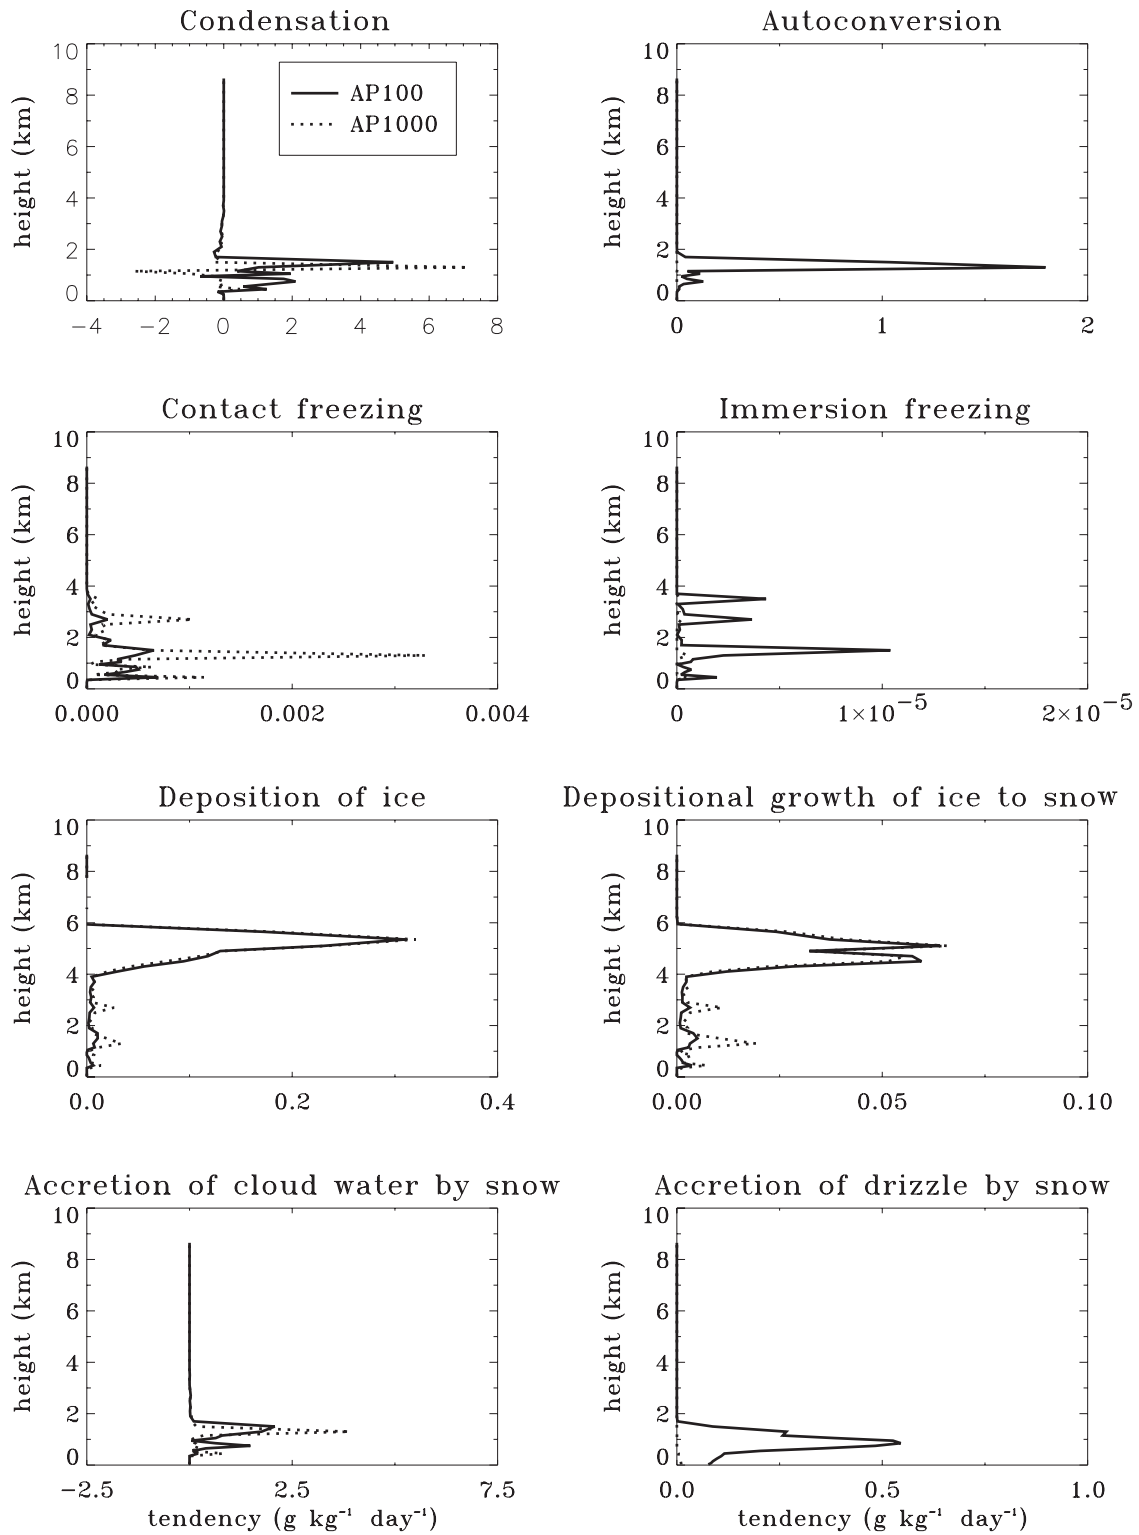 Condensation
Autoconversion
10
8
6
4
2
0
height (km)
AP100
AP1000
−4 −2 0 2 4 6 8
10
8
6
4
2
0
height (km)
0 1 2
Contact freezing
Immersion freezing
10
8
6
4
2
0
height (km)
0.000 0.002 0.004
10
8
6
4
2
0
height (km)
0 1×10⁻⁵ 2×10⁻⁵
Deposition of ice
Depositional growth of ice to snow
10
8
6
4
2
0
height (km)
0.0 0.2 0.4
10
8
6
4
2
0
height (km)
0.00 0.05 0.10
Accretion of cloud water by snow
Accretion of drizzle by snow
10
8
6
4
2
0
height (km)
−2.5 2.5 7.5
tendency (g kg⁻¹ day⁻¹)
10
8
6
4
2
0
height (km)
0.0 0.5 1.0
tendency (g kg⁻¹ day⁻¹)